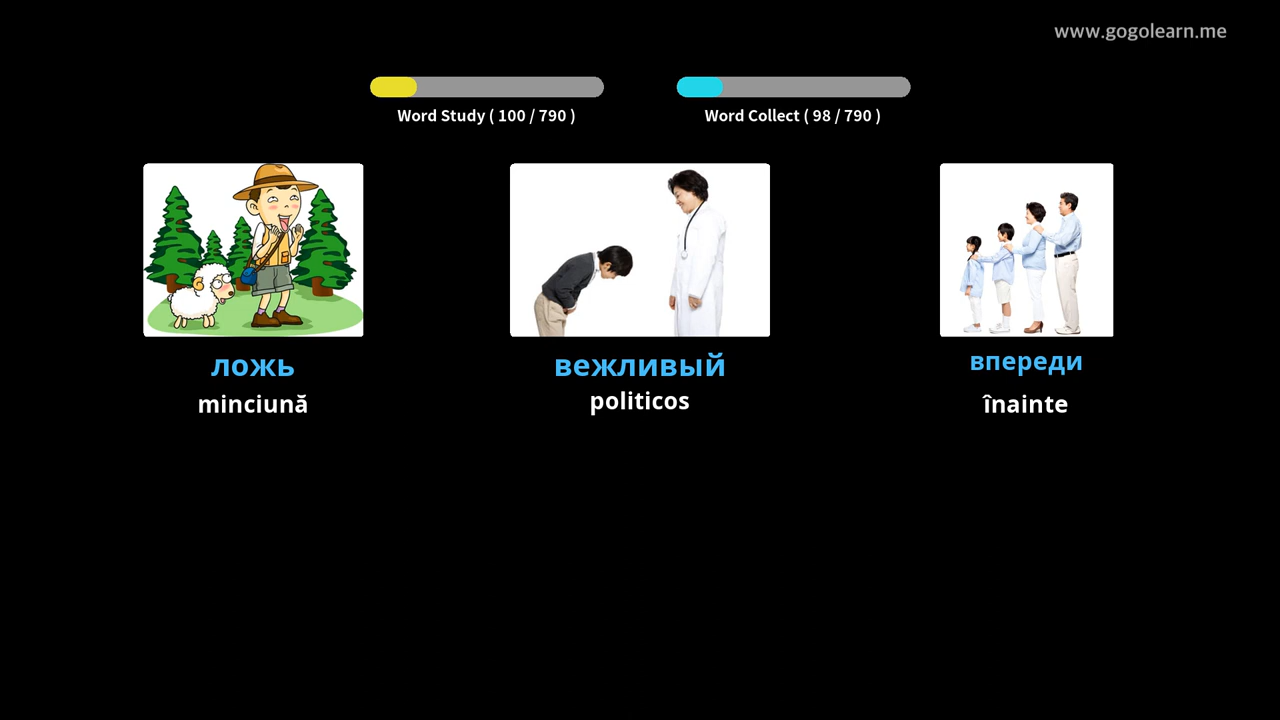 www.gogolearn.me
Word Study ( 100 / 790 )
Word Collect ( 98 / 790 )
ложь
minciună
вежливый
politicos
впереди
înainte